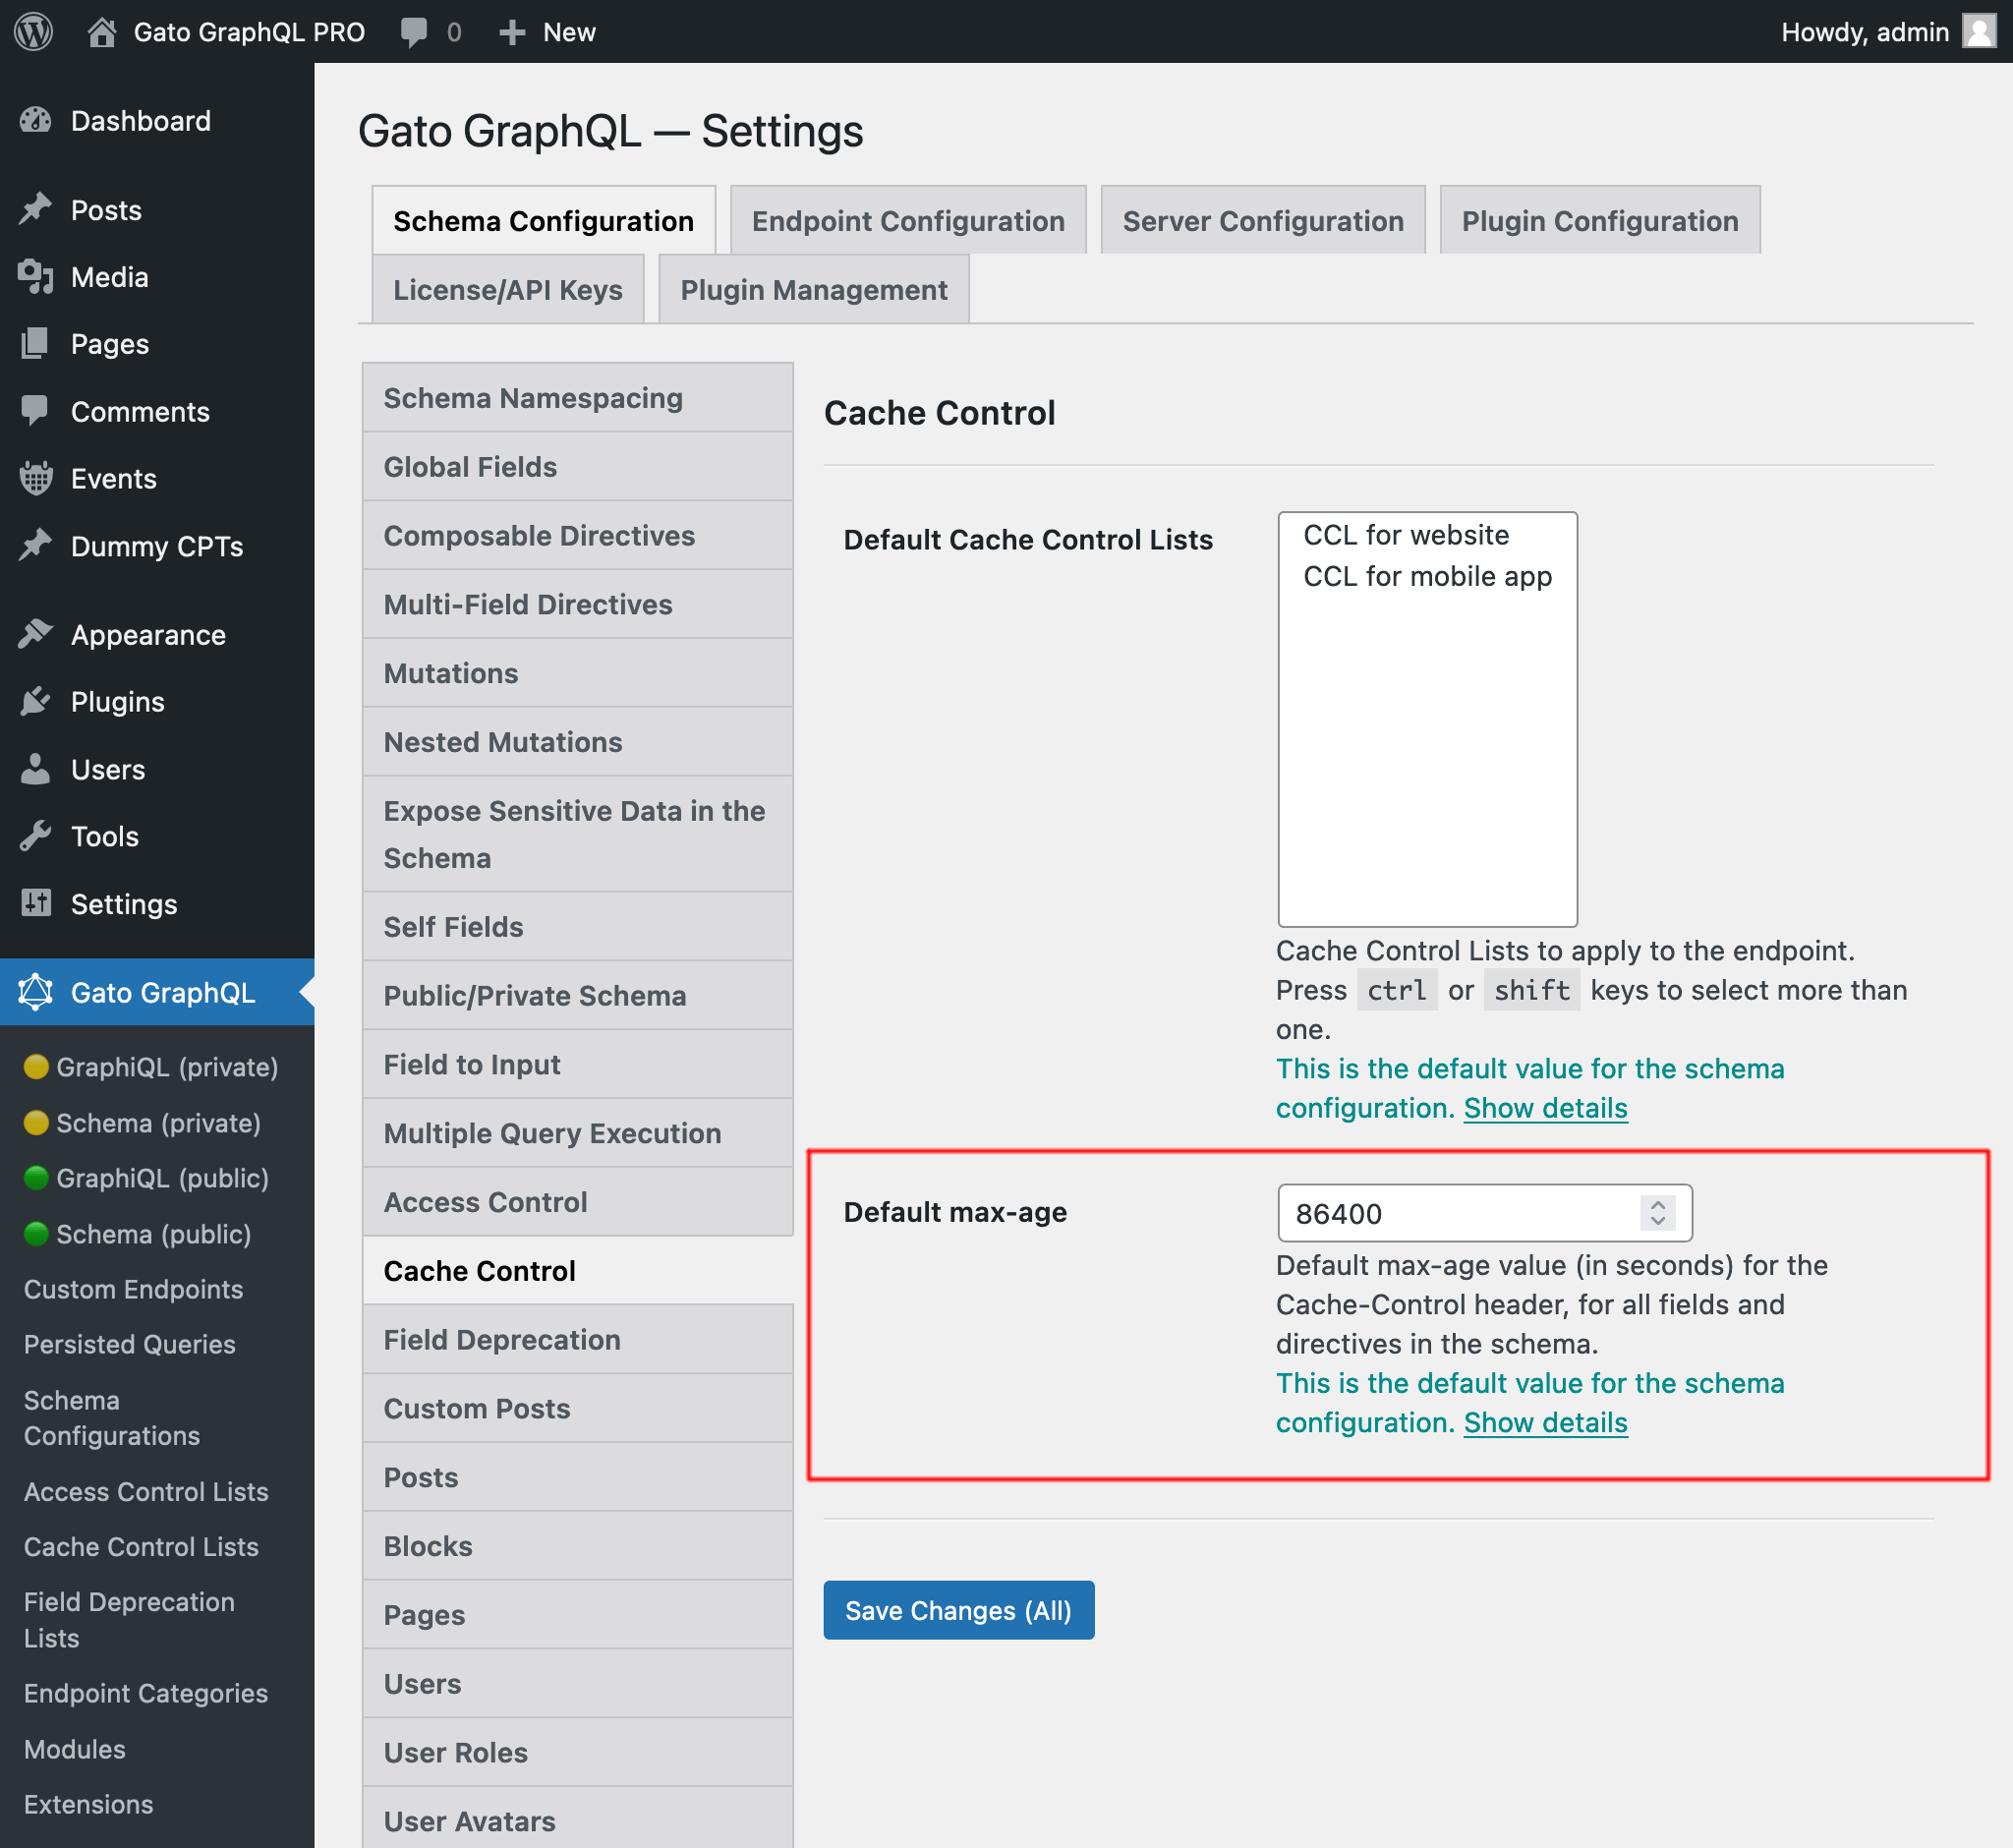 Gato GraphQL PRO 0 New Howdy, admin
Dashboard
Posts
Media
Pages
Comments
Events
Dummy CPTs
Appearance
Plugins
Users
Tools
Settings
Gato GraphQL
GraphiQL (private)
Schema (private)
GraphiQL (public)
Schema (public)
Custom Endpoints
Persisted Queries
Schema
Configurations
Access Control Lists
Cache Control Lists
Field Deprecation
Lists
Endpoint Categories
Modules
Extensions
Gato GraphQL — Settings
Schema Configuration Endpoint Configuration Server Configuration Plugin Configuration
License/API Keys Plugin Management
Schema Namespacing
Global Fields
Composable Directives
Multi-Field Directives
Mutations
Nested Mutations
Expose Sensitive Data in the
Schema
Self Fields
Public/Private Schema
Field to Input
Multiple Query Execution
Access Control
Cache Control
Field Deprecation
Custom Posts
Posts
Blocks
Pages
Users
User Roles
User Avatars
Cache Control
Default Cache Control Lists
CCL for website
CCL for mobile app
Cache Control Lists to apply to the endpoint.
Press ctrl or shift keys to select more than
one.
This is the default value for the schema
configuration. Show details
Default max-age
86400
Default max-age value (in seconds) for the
Cache-Control header, for all fields and
directives in the schema.
This is the default value for the schema
configuration. Show details
Save Changes (All)